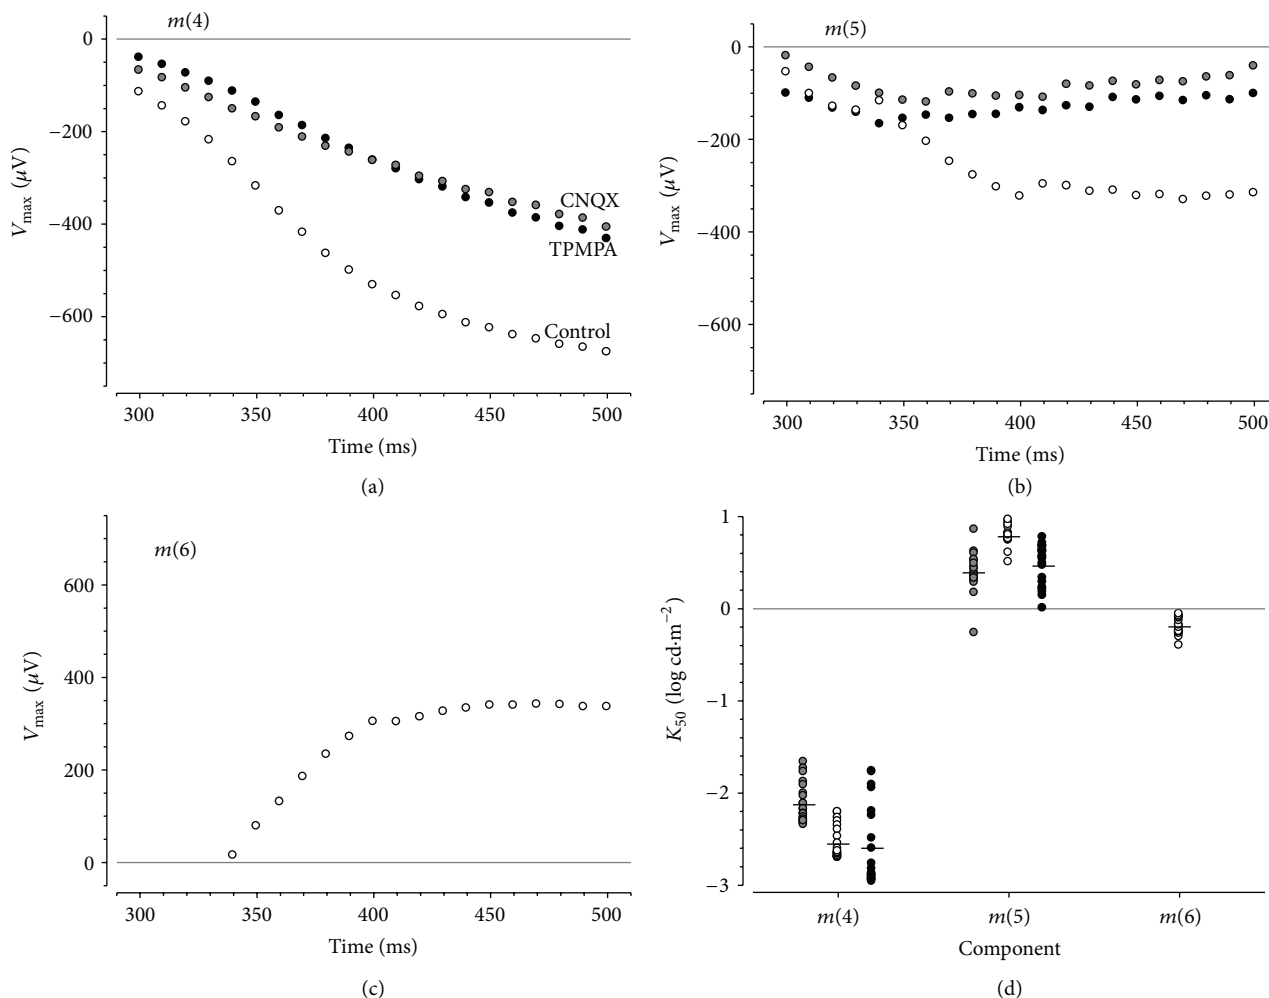 m(4)
0
−200
−400
−600
V_max (μV)
CNQX
TPMPA
Control
300 350 400 450 500
Time (ms)
(a)
m(5)
0
−200
−400
−600
V_max (μV)
300 350 400 450 500
Time (ms)
(b)
m(6)
600
400
200
0
V_max (μV)
300 350 400 450 500
Time (ms)
(c)
1
0
−1
−2
−3
K_50 (log cd·m^−2)
m(4) m(5) m(6)
Component
(d)